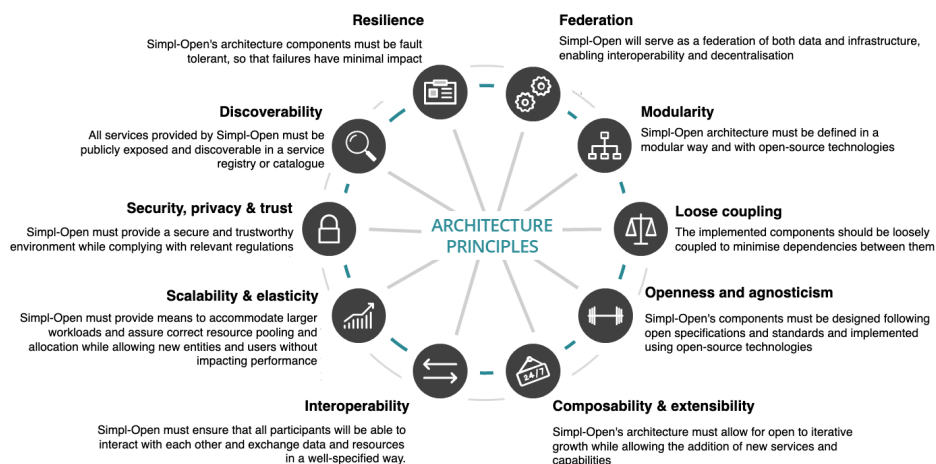 Resilience
Simpl-Open's architecture components must be fault
tolerant, so that failures have minimal impact
Federation
Simpl-Open will serve as a federation of both data and infrastructure,
enabling interoperability and decentralisation
Discoverability
All services provided by Simpl-Open must be
publicly exposed and discoverable in a service
registry or catalogue
Modularity
Simpl-Open architecture must be defined in a
modular way and with open-source technologies
Security, privacy & trust
Simpl-Open must provide a secure and trustworthy
environment while complying with relevant regulations
ARCHITECTURE
PRINCIPLES
Loose coupling
The implemented components should be loosely
coupled to minimise dependencies between them
Scalability & elasticity
Simpl-Open must provide means to accommodate larger
workloads and assure correct resource pooling and
allocation while allowing new entities and users without
impacting performance
Openness and agnosticism
Simpl-Open's components must be designed following
open specifications and standards and implemented
using open-source technologies
24/7
Interoperability
Simpl-Open must ensure that all participants will be able to
interact with each other and exchange data and resources
in a well-specified way.
Composability & extensibility
Simpl-Open's architecture must allow for open to iterative
growth while allowing the addition of new services and
capabilities